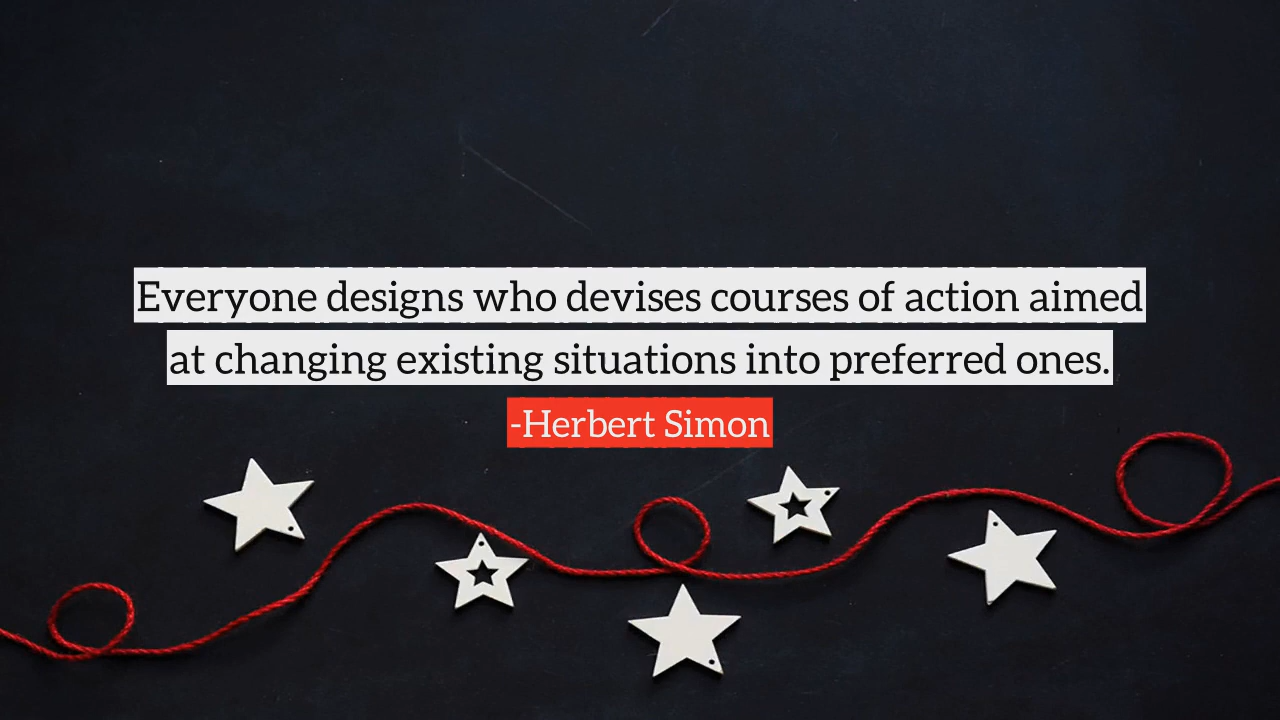 Everyone designs who devises courses of action aimed
at changing existing situations into preferred ones.
-Herbert Simon